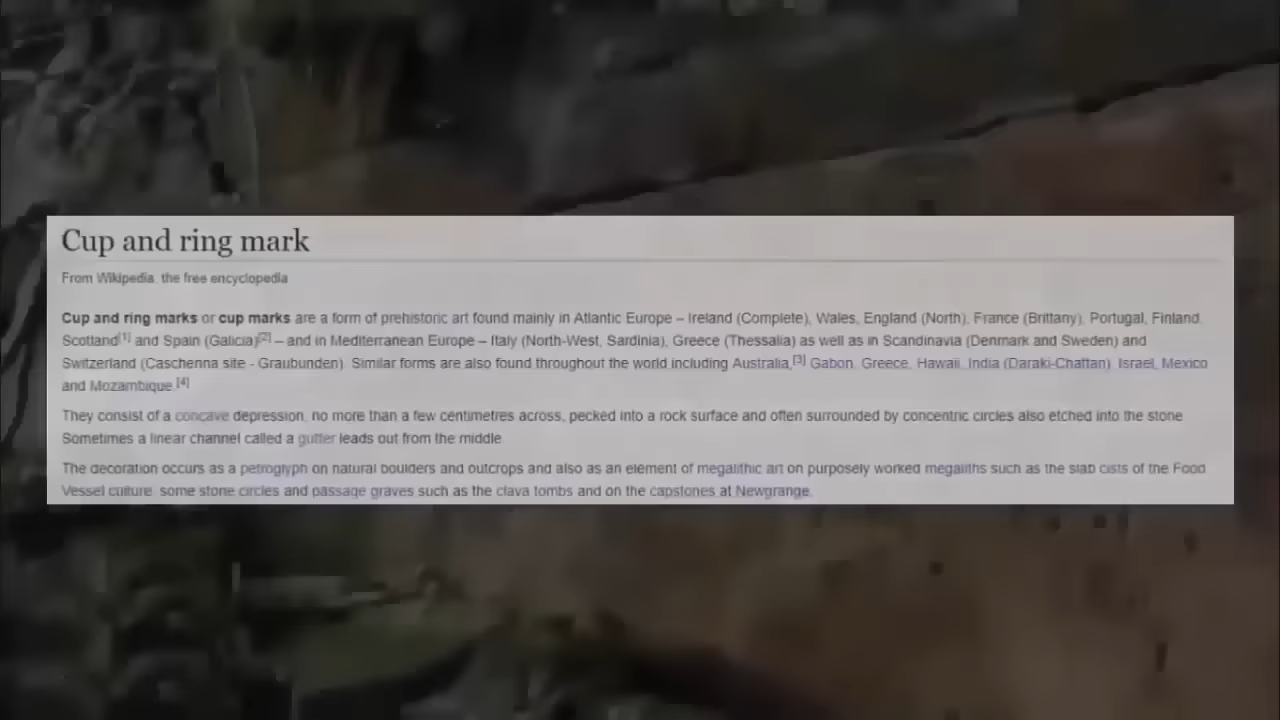 Cup and ring mark
From Wikipedia, the free encyclopedia
Cup and ring marks or cup marks are a form of prehistoric art found mainly in Atlantic Europe – Ireland (Complete), Wales, England (North), France (Brittany), Portugal, Finland,
Scotland[1] and Spain (Galicia)[2] – and in Mediterranean Europe – Italy (North-West, Sardinia), Greece (Thessalia) as well as in Scandinavia (Denmark and Sweden) and
Switzerland (Caschenna site - Graubunden). Similar forms are also found throughout the world including Australia,[3] Gabon, Greece, Hawaii, India (Daraki-Chattan), Israel, Mexico
and Mozambique.[4]
They consist of a concave depression, no more than a few centimetres across, pecked into a rock surface and often surrounded by concentric circles also etched into the stone.
Sometimes a linear channel called a gutter leads out from the middle.
The decoration occurs as a petroglyph on natural boulders and outcrops and also as an element of megalithic art on purposely worked megaliths such as the slab cists of the Food
Vessel culture, some stone circles and passage graves such as the clava tombs and on the capstones at Newgrange.